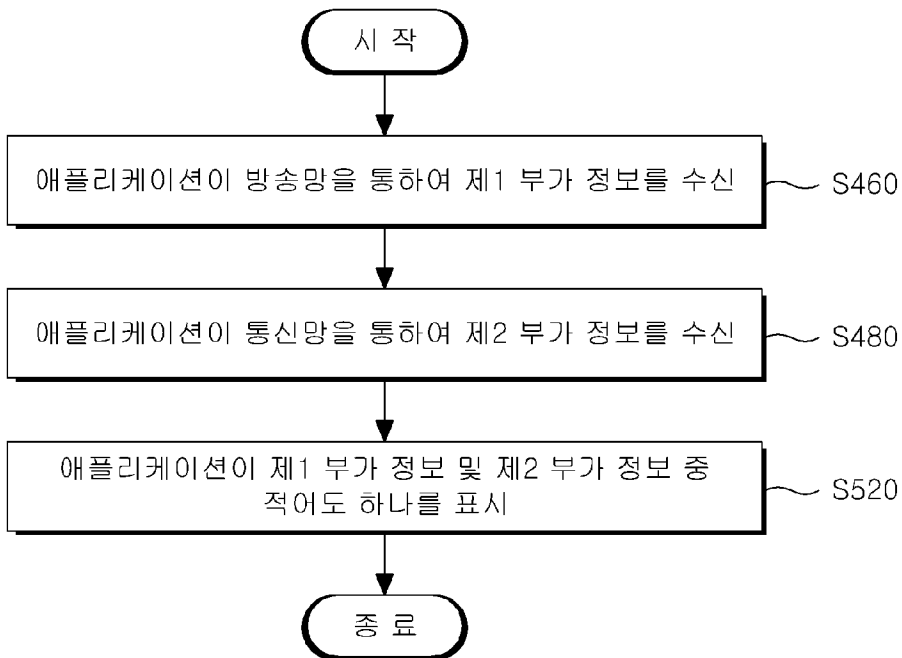 시 작
애플리케이션이 방송망을 통하여 제1 부가 정보를 수신
S460
애플리케이션이 통신망을 통하여 제2 부가 정보를 수신
S480
애플리케이션이 제1 부가 정보 및 제2 부가 정보 중
적어도 하나를 표시
S520
종 료